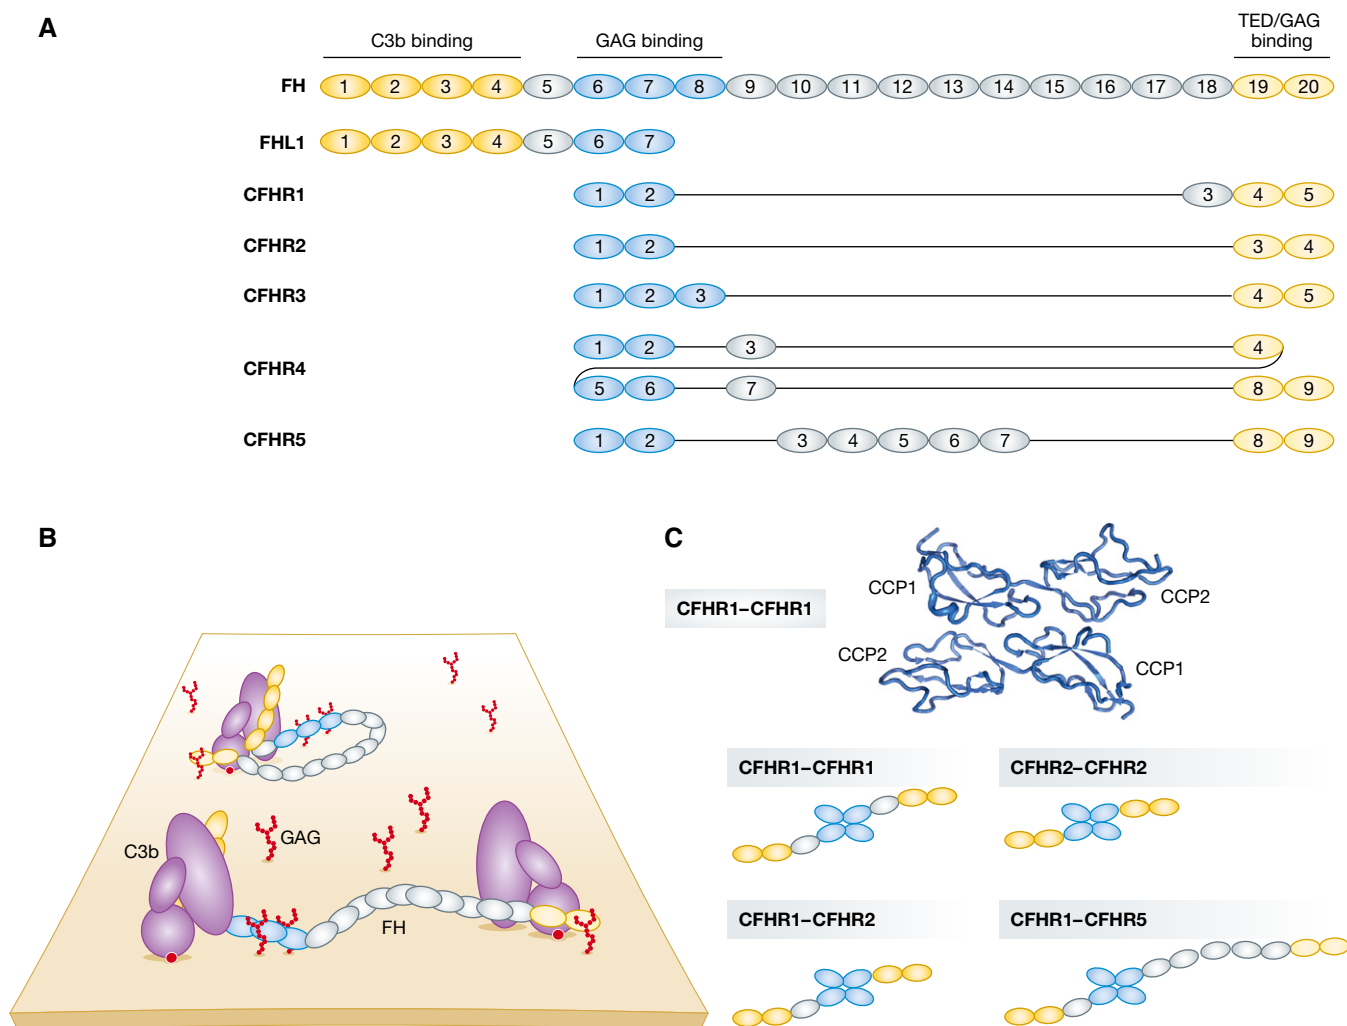 A
C3b binding
GAG binding
TED/GAG
binding
FH 1 2 3 4 5 6 7 8 9 10 11 12 13 14 15 16 17 18 19 20
FHL1 1 2 3 4 5 6 7
CFHR1 1 2 3 4 5
CFHR2 1 2 3 4
CFHR3 1 2 3 4 5
CFHR4
1 2 3 4
5 6 7 8 9
CFHR5 1 2 3 4 5 6 7 8 9
B
C3b
GAG
FH
C
CFHR1–CFHR1
CCP1
CCP2
CCP2
CCP1
CFHR1–CFHR1
CFHR2–CFHR2
CFHR1–CFHR2
CFHR1–CFHR5